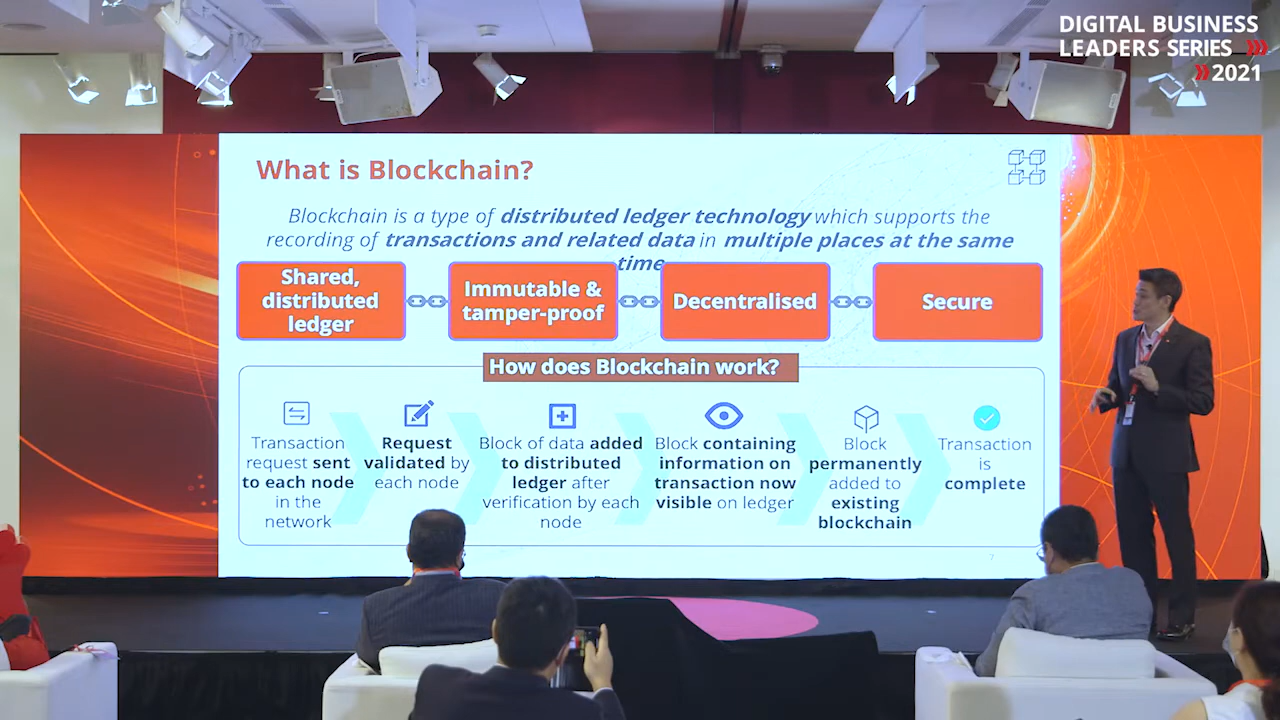 DIGITAL BUSINESS
LEADERS SERIES
2021
What is Blockchain?
Blockchain is a type of distributed ledger technology which supports the
recording of transactions and related data in multiple places at the same
time
Shared,
distributed
ledger
Immutable &
tamper-proof
Decentralised
Secure
How does Blockchain work?
Transaction
request sent
to each node
in the
network
Request
validated by
each node
Block of data added
to distributed
ledger after
verification by each
node
Block containing
information on
transaction now
visible on ledger
Block
permanently
added to
existing
blockchain
Transaction
is
complete
7